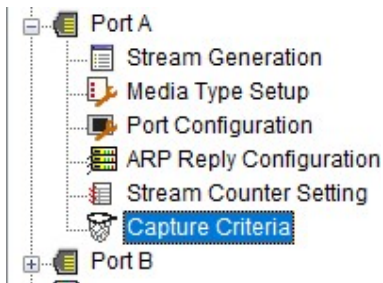 Port A
Stream Generation
Media Type Setup
Port Configuration
ARP Reply Configuration
Stream Counter Setting
Capture Criteria
Port B